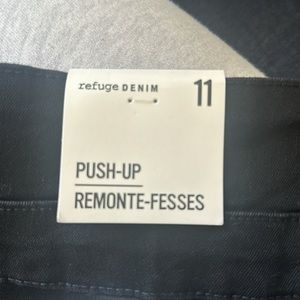 refuge DENIM 11
PUSH-UP
REMONTE-FESSES